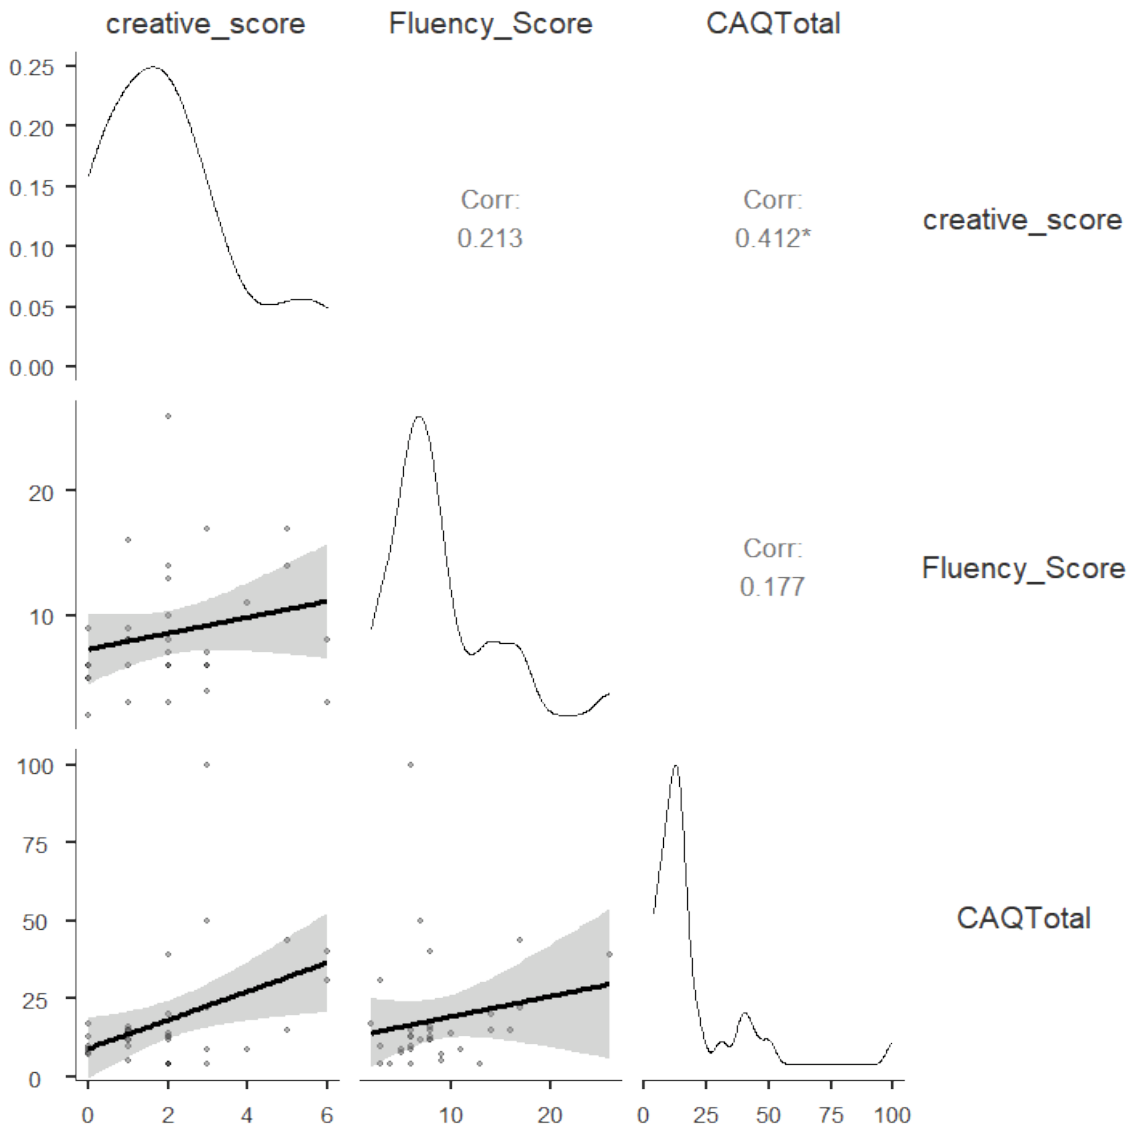 creative_score Fluency_Score CAQTotal
0.25
0.20
0.15
0.10
0.05
0.00
Corr:
0.213
Corr:
0.412*
creative_score
20
10
Corr:
0.177
Fluency_Score
100
75
50
25
0
CAQTotal
0 2 4 6
10 20
0 25 50 75 100